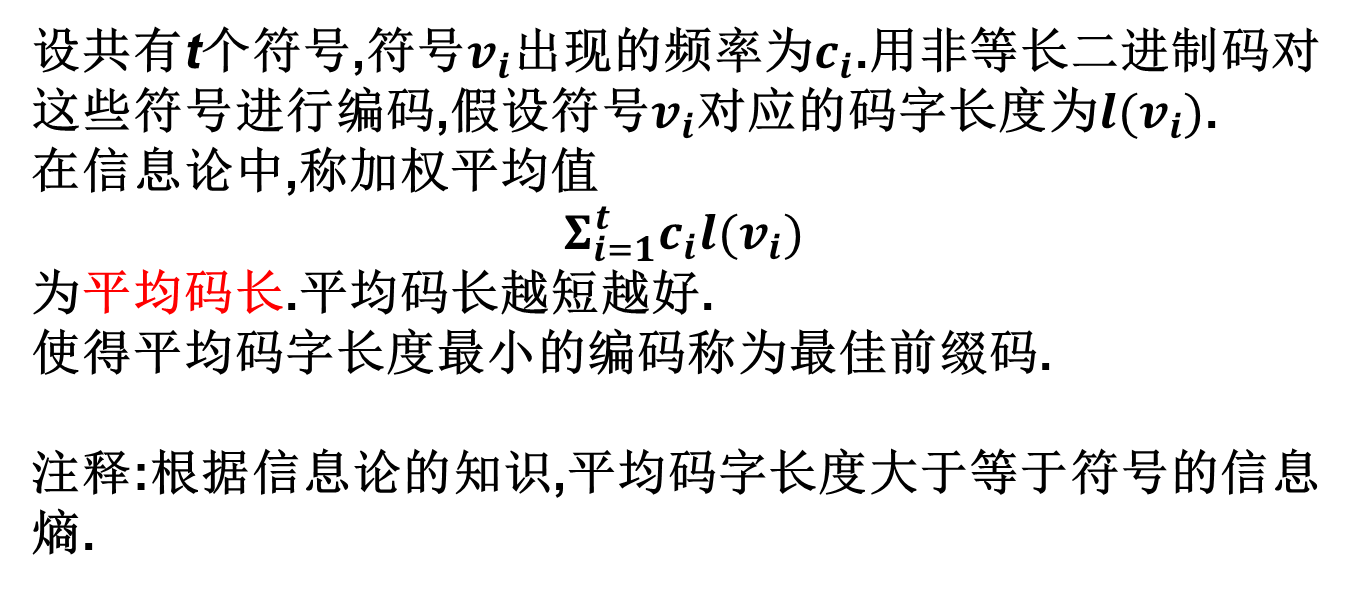 设共有t个符号,符号v_i出现的频率为c_i.用非等长二进制码对
这些符号进行编码,假设符号v_i对应的码字长度为l(v_i).
在信息论中,称加权平均值
Σ_{i=1}^{t} c_i l(v_i)
为平均码长.平均码长越短越好.
使得平均码字长度最小的编码称为最佳前缀码.
注释:根据信息论的知识,平均码字长度大于等于符号的信息
熵.